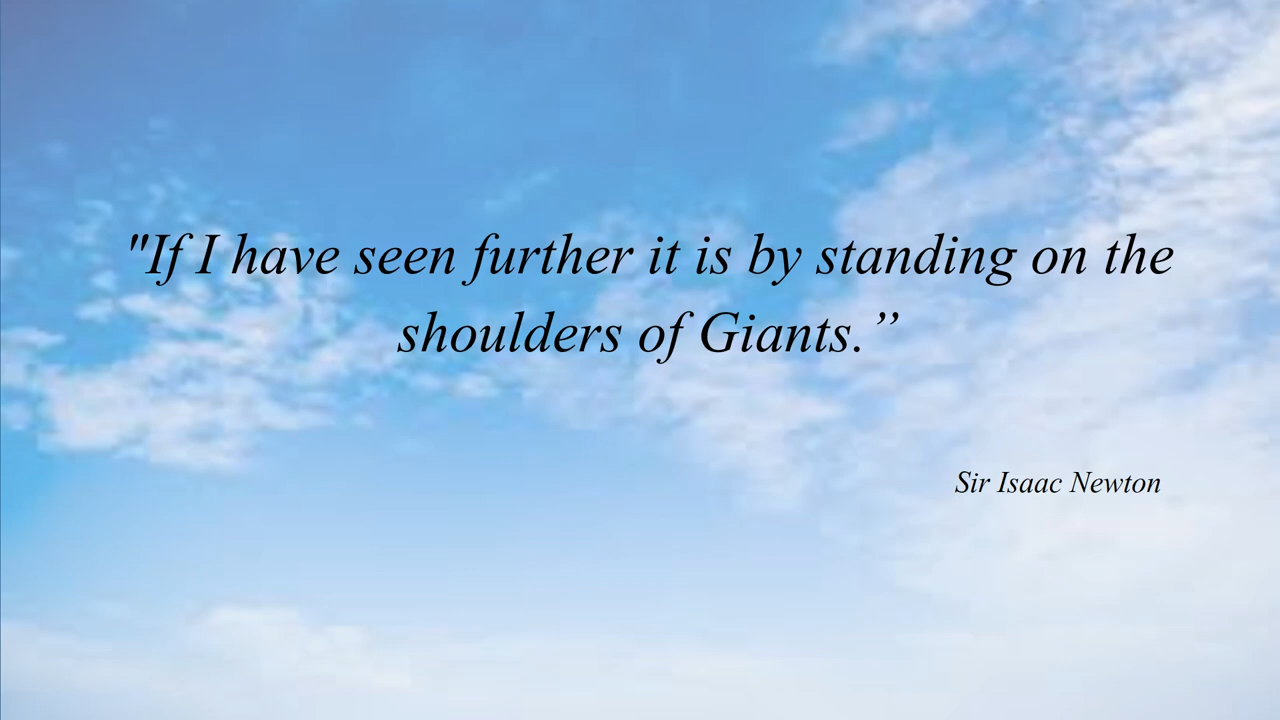 "If I have seen further it is by standing on the
shoulders of Giants.”
Sir Isaac Newton